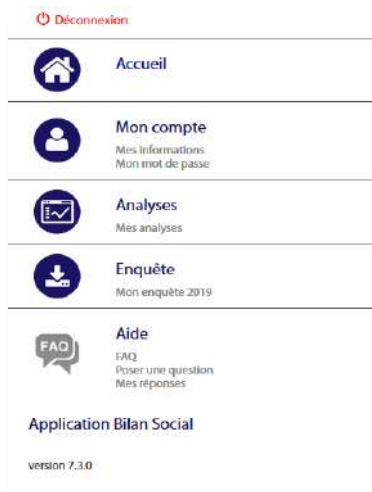 Déconnexion
Accueil
Mon compte
Mes Informations
Mon mot de passe
Analyses
Mes analyses
Enquête
Mon enquête 2019
FAQ
Aide
FAQ
Poser une question
Mes réponses
Application Bilan Social
version 7.3.0